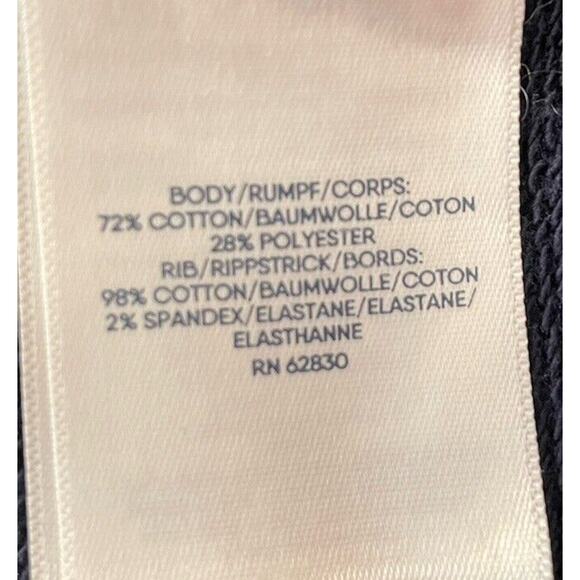 BODY/RUMPF/CORPS:
72% COTTON/BAUMWOLLE/COTON
28% POLYESTER
RIB/RIPPSTRICK/BORDS:
98% COTTON/BAUMWOLLE/COTON
2% SPANDEX/ELASTANE/ELASTANE/
ELASTHANNE
RN 62830